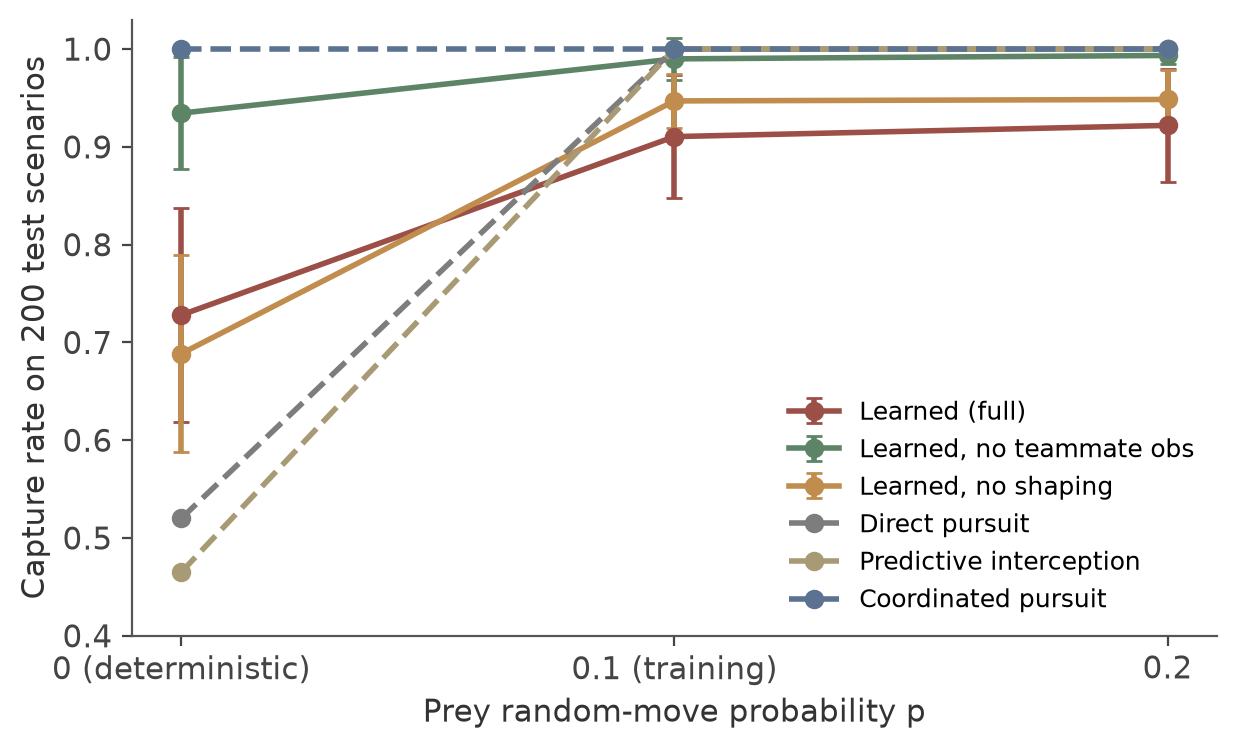 Capture rate on 200 test scenarios
1.0
0.9
0.8
0.7
0.6
0.5
0.4
Learned (full)
Learned, no teammate obs
Learned, no shaping
Direct pursuit
Predictive interception
Coordinated pursuit
0 (deterministic)
0.1 (training)
0.2
Prey random-move probability p